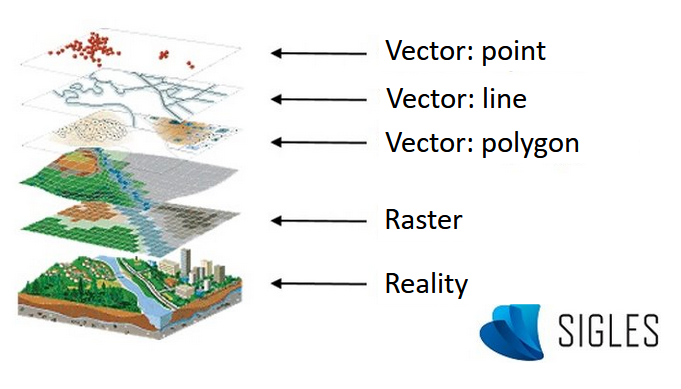 Vector: point
Vector: line
Vector: polygon
Raster
Reality
SIGLES